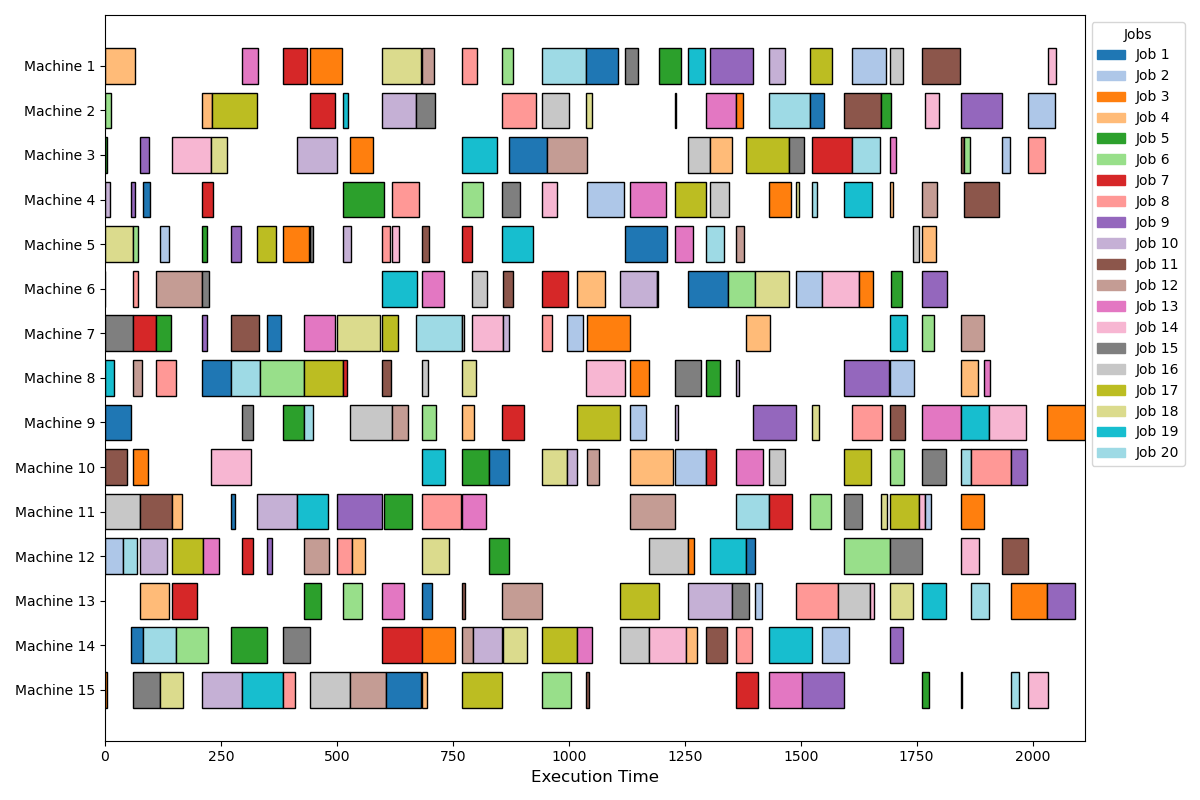 Machine 1
Machine 2
Machine 3
Machine 4
Machine 5
Machine 6
Machine 7
Machine 8
Machine 9
Machine 10
Machine 11
Machine 12
Machine 13
Machine 14
Machine 15
0 250 500 750 1000 1250 1500 1750 2000
Execution Time
Jobs
Job 1
Job 2
Job 3
Job 4
Job 5
Job 6
Job 7
Job 8
Job 9
Job 10
Job 11
Job 12
Job 13
Job 14
Job 15
Job 16
Job 17
Job 18
Job 19
Job 20